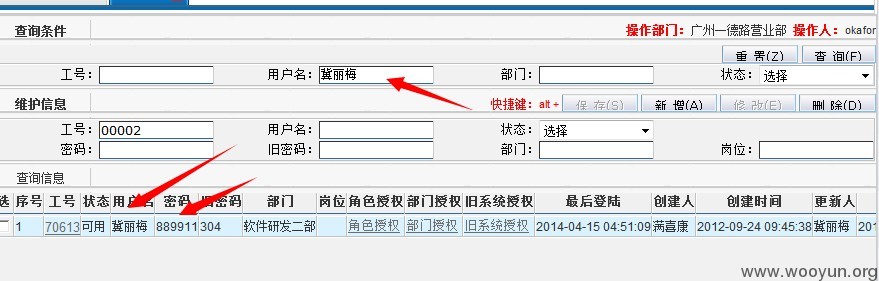 查询条件 操作部门：广州一德路营业部 操作人：okafor
重 置(Z) 查 询(F)
工号： 用户名：冀丽梅 部门： 状态：选择
维护信息 快捷键：alt + 保 存(S) 新 增(A) 修 改(E) 删 除(D)
工号：00002 用户名： 状态：选择
密码： 旧密码： 部门： 岗位：
查询信息
选 序号 工号 状态 用户名 密码 旧密码 部门 岗位 角色授权 部门授权 旧系统授权 最后登陆 创建人 创建时间 更新人
1 70613 可用 冀丽梅 889911 304 软件研发二部 角色授权 部门授权 旧系统授权 2014-04-15 04:51:09 满喜康 2012-09-24 09:45:38 冀丽梅 201
www.wooyun.org